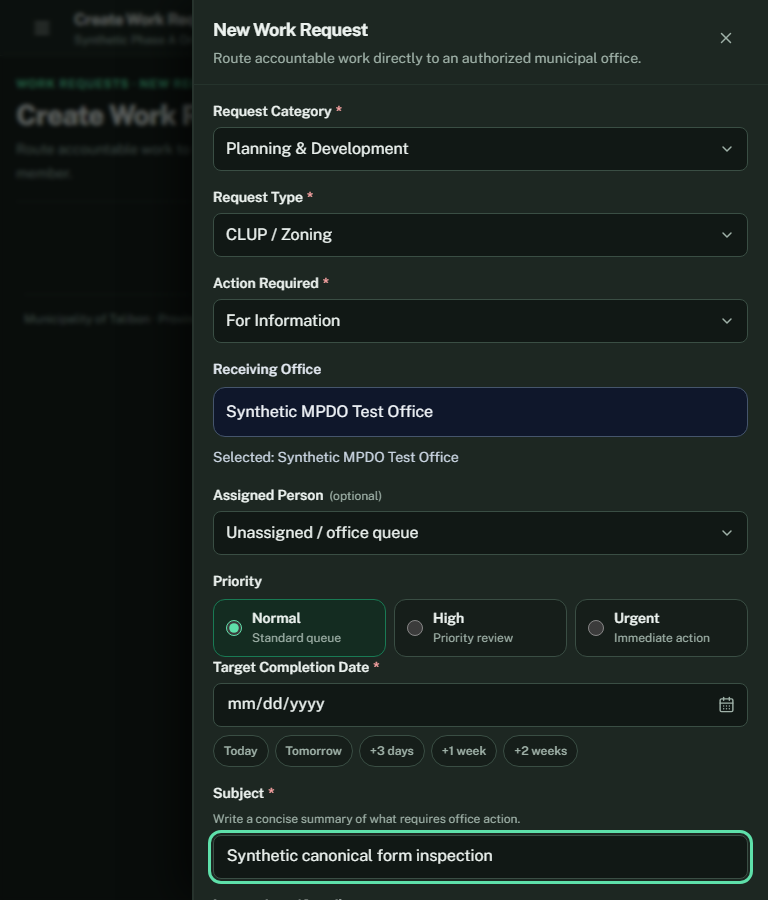 Create Work Req
WORK REQUESTS · NEW RE
Create Work R
Route accountable work to
member.
New Work Request
Route accountable work directly to an authorized municipal office.
Request Category *
Planning & Development
Request Type *
CLUP / Zoning
Action Required *
For Information
Receiving Office
Synthetic MPDO Test Office
Selected: Synthetic MPDO Test Office
Assigned Person (optional)
Unassigned / office queue
Priority
Normal
Standard queue
High
Priority review
Urgent
Immediate action
Target Completion Date *
mm/dd/yyyy
Today
Tomorrow
+3 days
+1 week
+2 weeks
Subject *
Write a concise summary of what requires office action.
Synthetic canonical form inspection